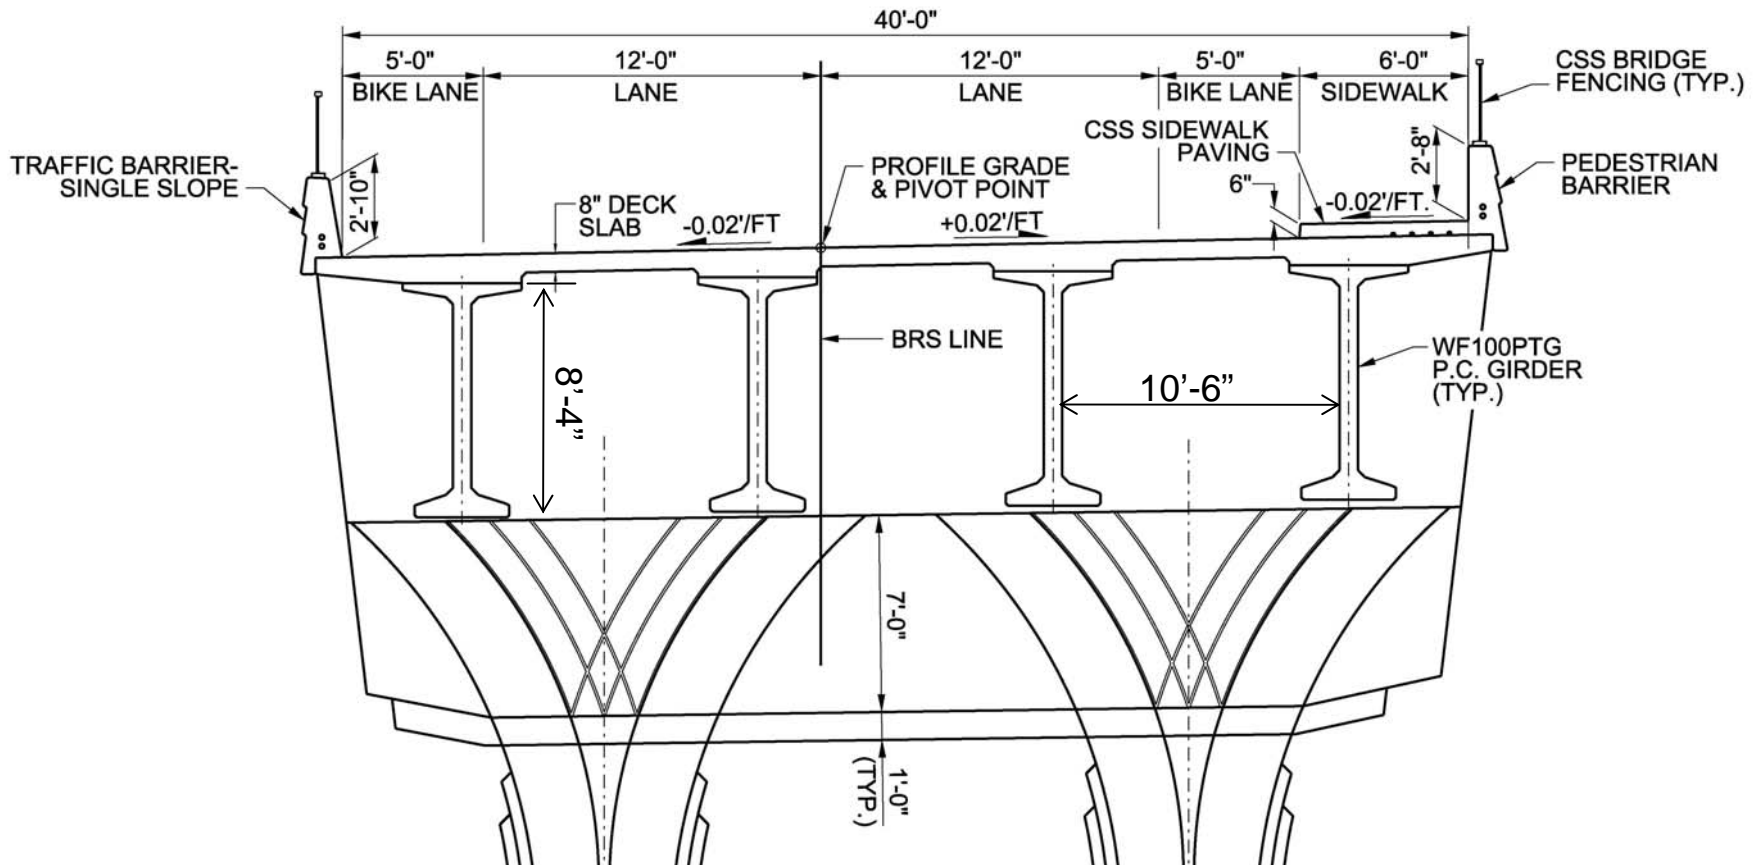 40'-0"
5'-0"
12'-0"
12'-0"
5'-0"
6'-0"
BIKE LANE
LANE
LANE
BIKE LANE
SIDEWALK
CSS BRIDGE
FENCING (TYP.)
CSS SIDEWALK
PAVING
TRAFFIC BARRIER-
SINGLE SLOPE
2'-10"
8" DECK
SLAB
-0.02'/FT
PROFILE GRADE
& PIVOT POINT
+0.02'/FT
6"
-0.02'/FT.
2'-8"
PEDESTRIAN
BARRIER
8'-4”
BRS LINE
10'-6”
WF100PTG
P.C. GIRDER
(TYP.)
7'-0"
1'-0"
(TYP.)